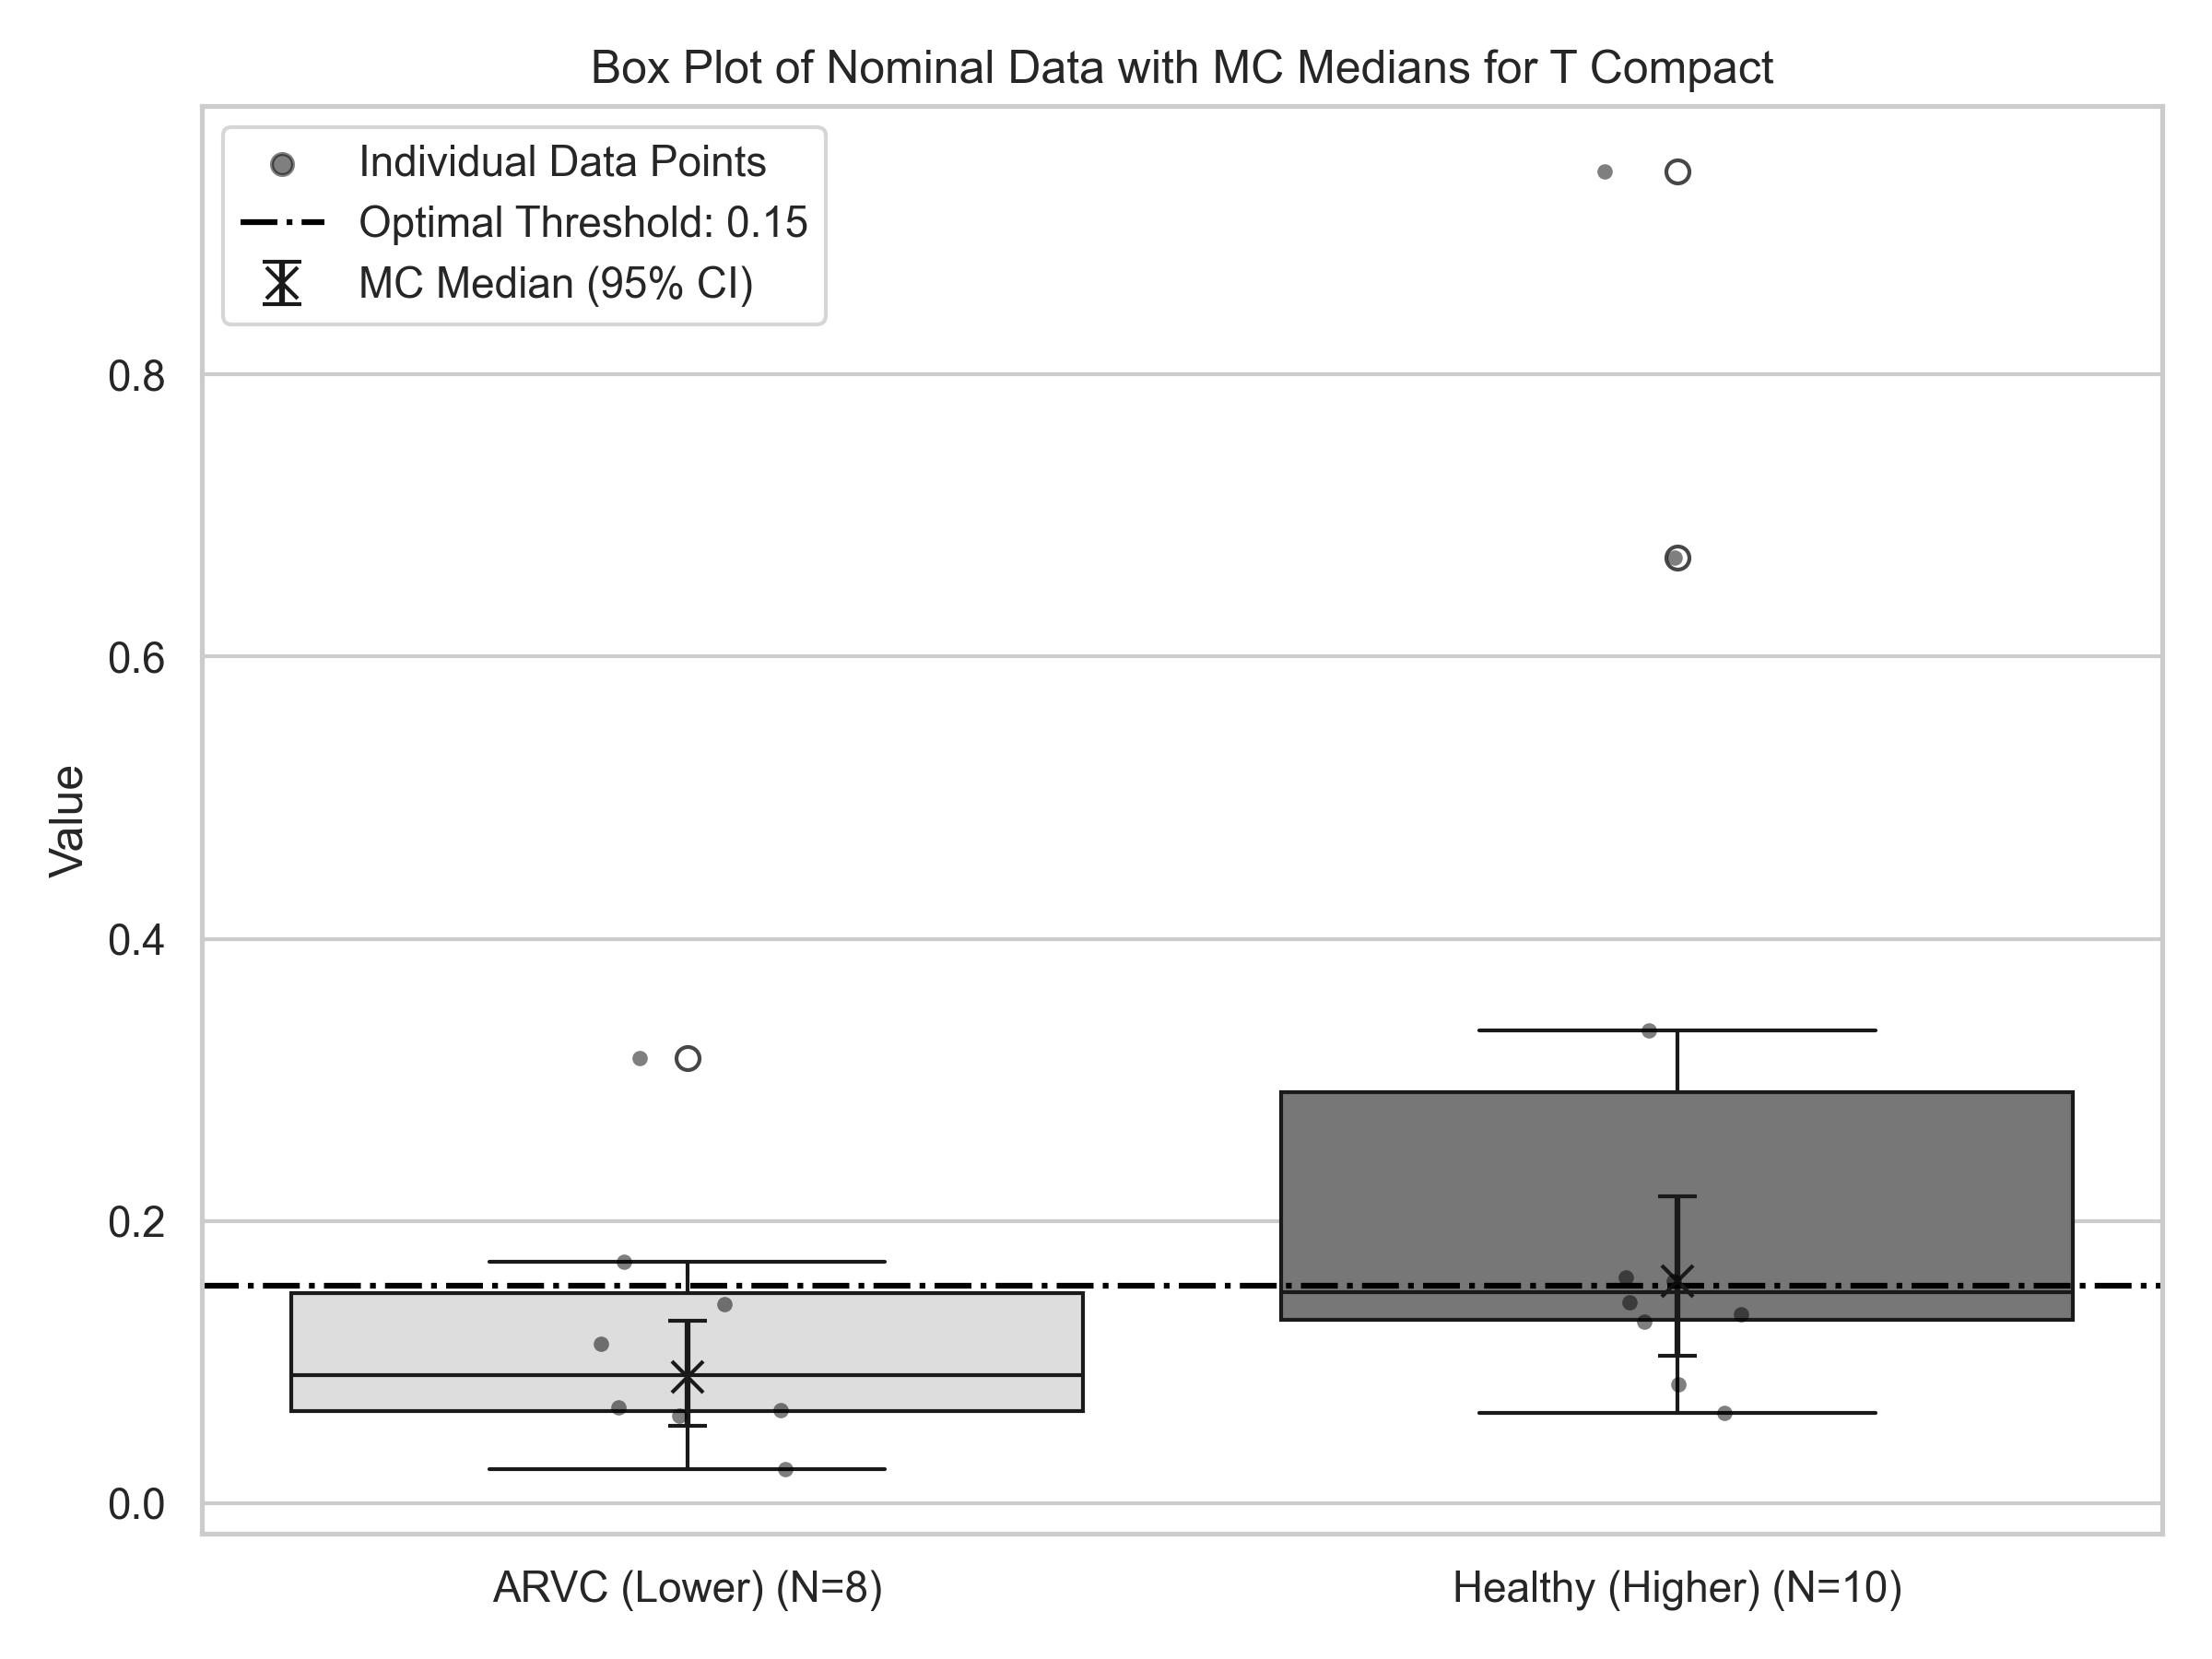 Box Plot of Nominal Data with MC Medians for T Compact
Individual Data Points
Optimal Threshold: 0.15
MC Median (95% CI)
0.8
0.6
0.4
0.2
0.0
Value
ARVC (Lower) (N=8)
Healthy (Higher) (N=10)